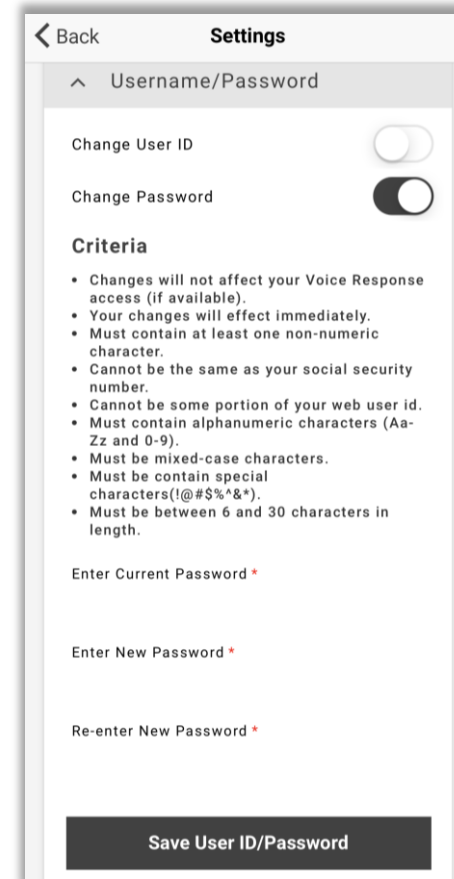 Back Settings
Username/Password
Change User ID
Change Password
Criteria
• Changes will not affect your Voice Response
access (if available).
• Your changes will effect immediately.
• Must contain at least one non-numeric
character.
• Cannot be the same as your social security
number.
• Cannot be some portion of your web user id.
• Must contain alphanumeric characters (Aa-
Zz and 0-9).
• Must be mixed-case characters.
• Must be contain special
characters(!@#$%^&*).
• Must be between 6 and 30 characters in
length.
Enter Current Password *
Enter New Password *
Re-enter New Password *
Save User ID/Password